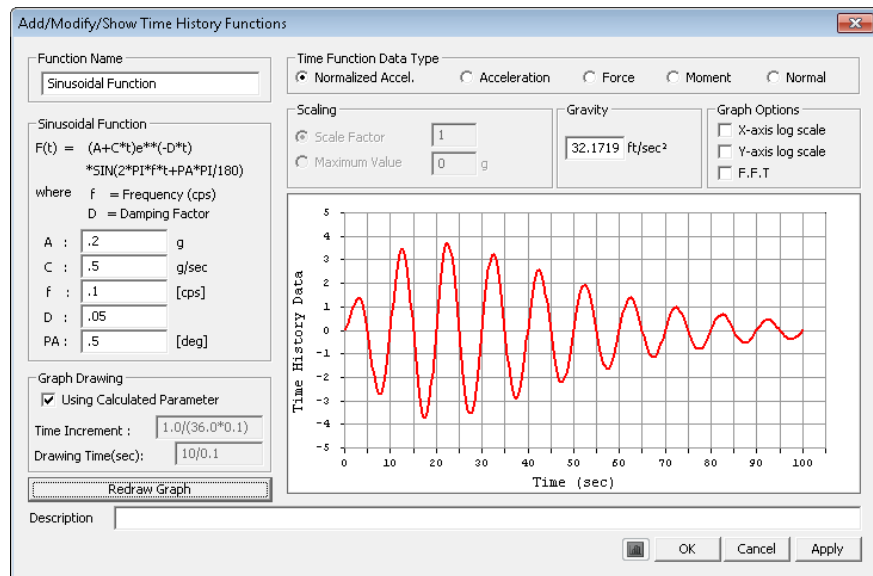 Add/Modify/Show Time History Functions
Function Name
Sinusoidal Function
Time Function Data Type
Normalized Accel. Acceleration Force Moment Normal
Sinusoidal Function
F(t) = (A+C*t)e**(-D*t)
*SIN(2*PI*f*t+PA*PI/180)
where f = Frequency (cps)
D = Damping Factor
A : .2 g
C : .5 g/sec
f : .1 [cps]
D : .05
PA : .5 [deg]
Scaling
Scale Factor 1
Maximum Value 0 g
Gravity
32.1719 ft/sec²
Graph Options
X-axis log scale
Y-axis log scale
F.F.T
Time History Data
5
4
3
2
1
0
-1
-2
-3
-4
-5
0 10 20 30 40 50 60 70 80 90 100
Time (sec)
Graph Drawing
Using Calculated Parameter
Time Increment : 1.0/(36.0*0.1)
Drawing Time(sec): 10/0.1
Redraw Graph
Description
OK Cancel Apply